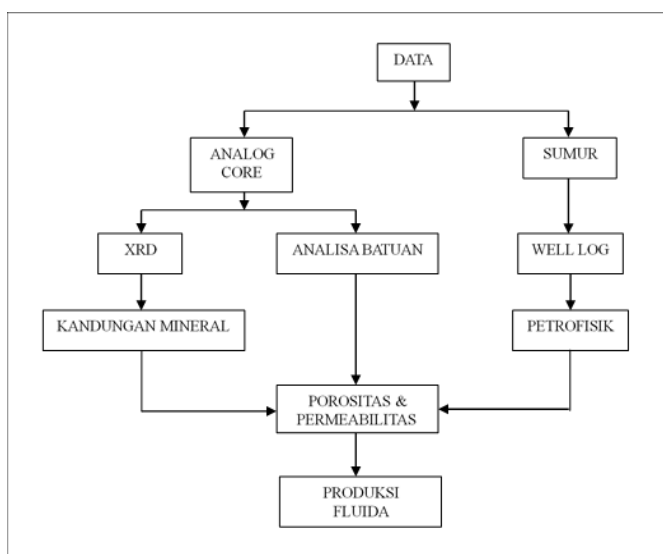 DATA
ANALOG
CORE
SUMUR
XRD
ANALISA BATUAN
WELL LOG
KANDUNGAN MINERAL
PETROFISIK
POROSITAS &
PERMEABILITAS
PRODUKSI
FLUIDA